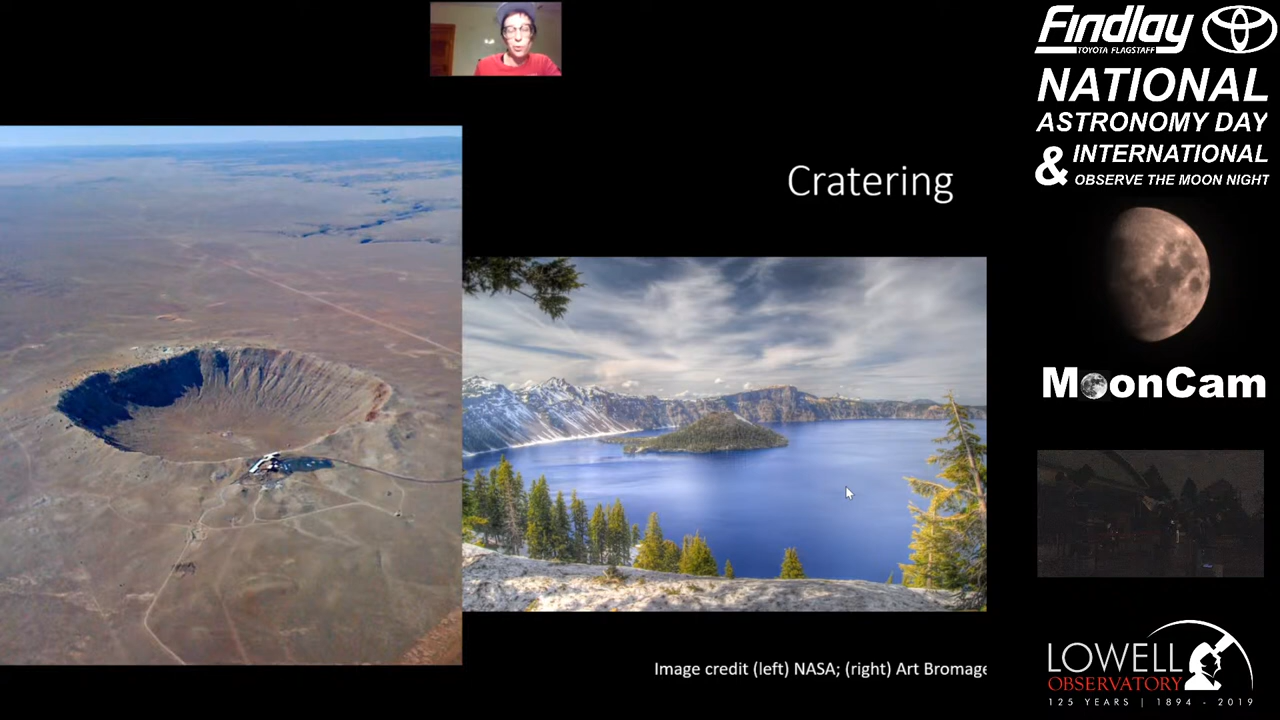 Cratering
Image credit (left) NASA; (right) Art Bromage
Findlay
TOYOTA FLAGSTAFF
NATIONAL
ASTRONOMY DAY
& INTERNATIONAL
OBSERVE THE MOON NIGHT
MoonCam
LOWELL
OBSERVATORY
125 YEARS | 1894 - 2019